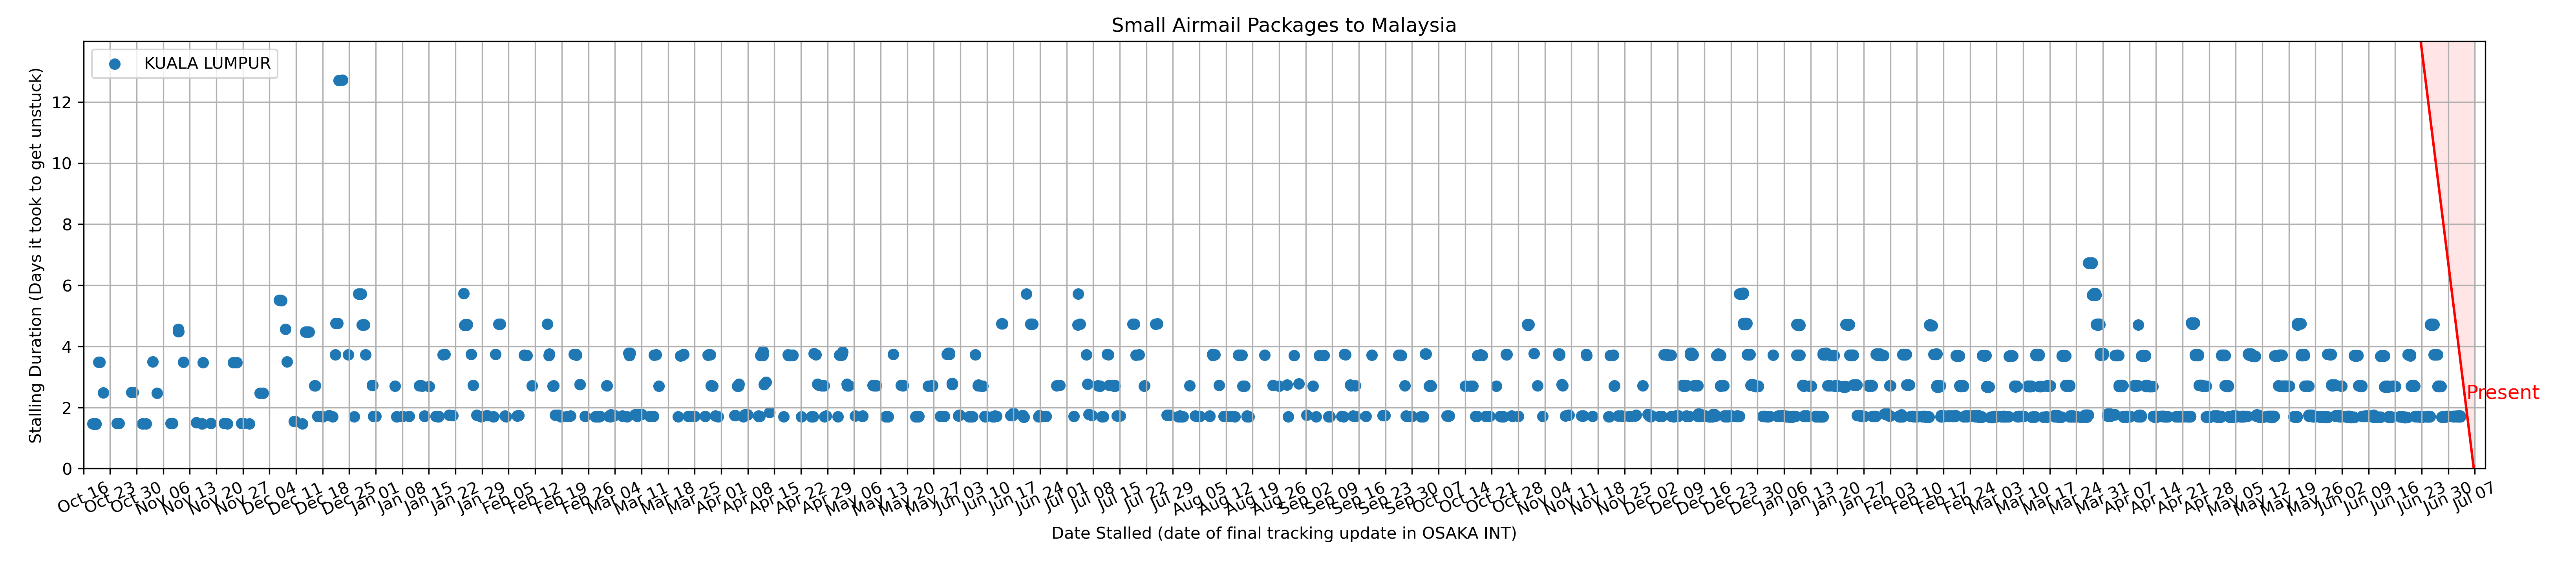 Small Airmail Packages to Malaysia
KUALA LUMPUR
Stalling Duration (Days it took to get unstuck)
12
10
8
6
4
2
0
Present
Oct 16
Oct 23
Oct 30
Nov 06
Nov 13
Nov 20
Nov 27
Dec 04
Dec 11
Dec 18
Dec 25
Jan 01
Jan 08
Jan 15
Jan 22
Jan 29
Feb 05
Feb 12
Feb 19
Feb 26
Mar 04
Mar 11
Mar 18
Mar 25
Apr 01
Apr 08
Apr 15
Apr 22
Apr 29
May 06
May 13
May 20
May 27
Jun 03
Jun 10
Jun 17
Jun 24
Jul 01
Jul 08
Jul 15
Jul 22
Jul 29
Aug 05
Aug 12
Aug 19
Aug 26
Sep 02
Sep 09
Sep 16
Sep 23
Sep 30
Oct 07
Oct 14
Oct 21
Oct 28
Nov 04
Nov 11
Nov 18
Nov 25
Dec 02
Dec 09
Dec 16
Dec 23
Dec 30
Jan 06
Jan 13
Jan 20
Jan 27
Feb 03
Feb 10
Feb 17
Feb 24
Mar 03
Mar 10
Mar 17
Mar 24
Mar 31
Apr 07
Apr 14
Apr 21
Apr 28
May 05
May 12
May 19
May 26
Jun 02
Jun 09
Jun 16
Jun 23
Jun 30
Jul 07
Date Stalled (date of final tracking update in OSAKA INT)